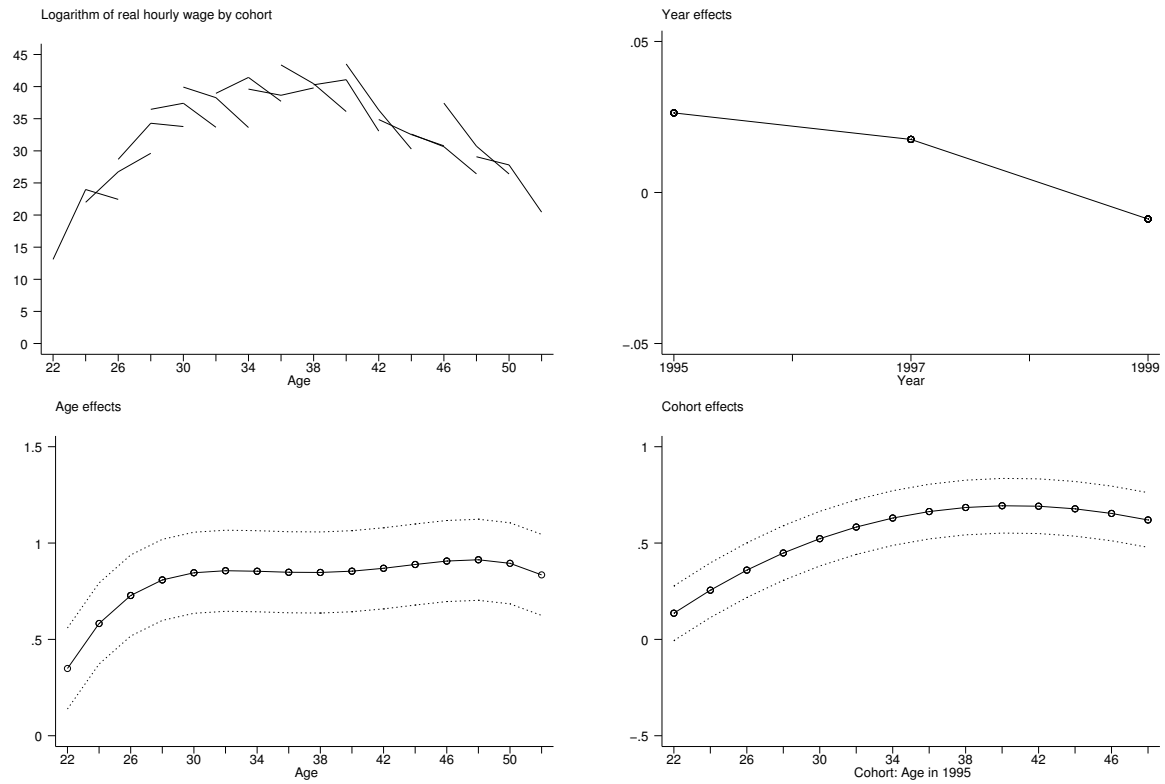 Logarithm of real hourly wage by cohort
45
40
35
30
25
20
15
10
5
0
22 26 30 34 38 42 46 50
Age
Year effects
.05
0
−.05
1995 1997 1999
Year
Age effects
1.5
1
.5
0
22 26 30 34 38 42 46 50
Age
Cohort effects
1
.5
0
−.5
22 26 30 34 38 42 46
Cohort: Age in 1995